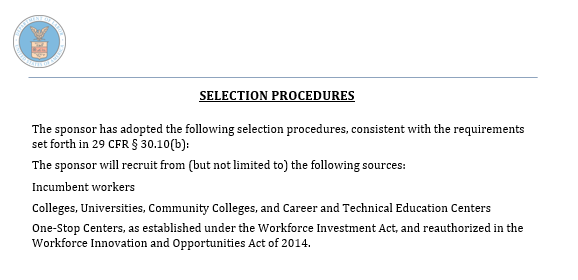 SELECTION PROCEDURES
The sponsor has adopted the following selection procedures, consistent with the requirements
set forth in 29 CFR § 30.10(b):
The sponsor will recruit from (but not limited to) the following sources:
Incumbent workers
Colleges, Universities, Community Colleges, and Career and Technical Education Centers
One-Stop Centers, as established under the Workforce Investment Act, and reauthorized in the
Workforce Innovation and Opportunities Act of 2014.